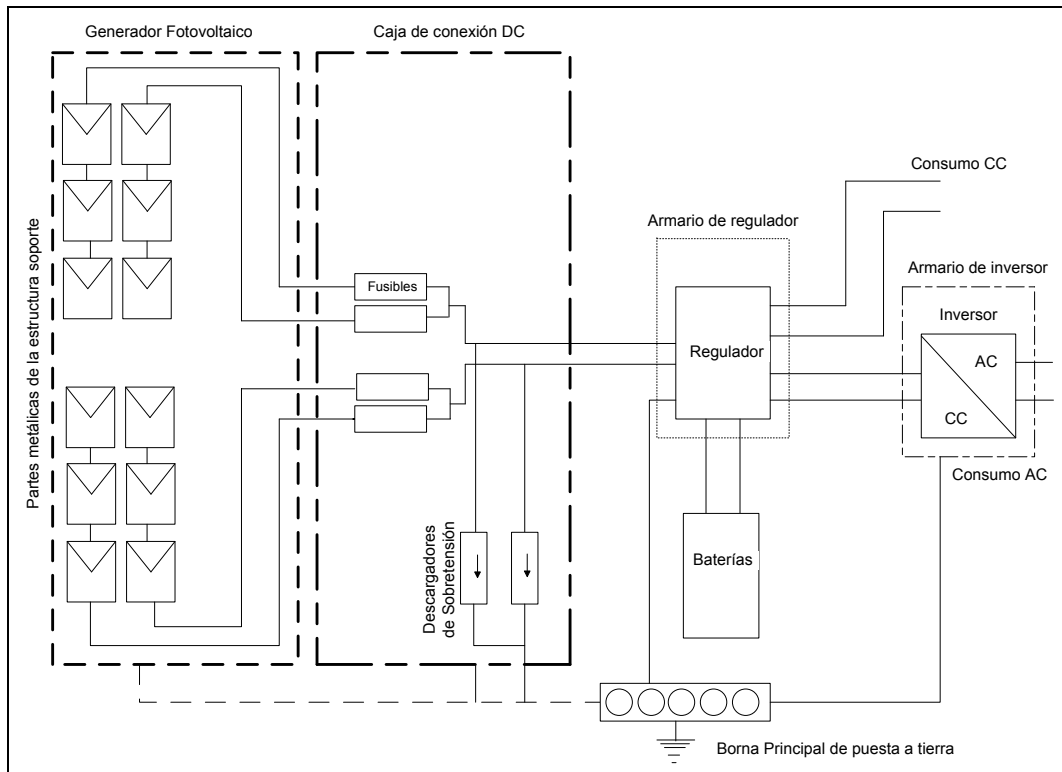 Generador Fotovoltaico
Caja de conexión DC
Partes metálicas de la estructura soporte
Fusibles
Descargadores
de Sobretensión
Armario de regulador
Regulador
Baterías
Consumo CC
Armario de inversor
Inversor
AC
CC
Consumo AC
Borna Principal de puesta a tierra